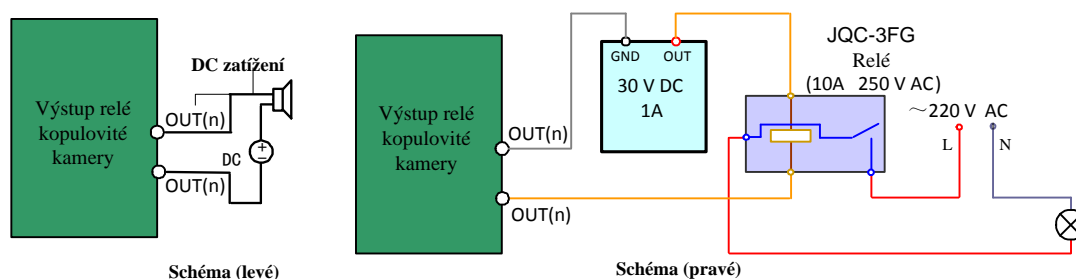 DC zatížení
Výstup relé
kopulovité
kamery
OUT(n)
DC
OUT(n)
Schéma (levé)
Výstup relé
kopulovité
kamery
OUT(n)
OUT(n)
GND OUT
30 V DC
1A
JQC-3FG
Relé
(10A 250 V AC)
~220 V AC
L N
Schéma (pravé)